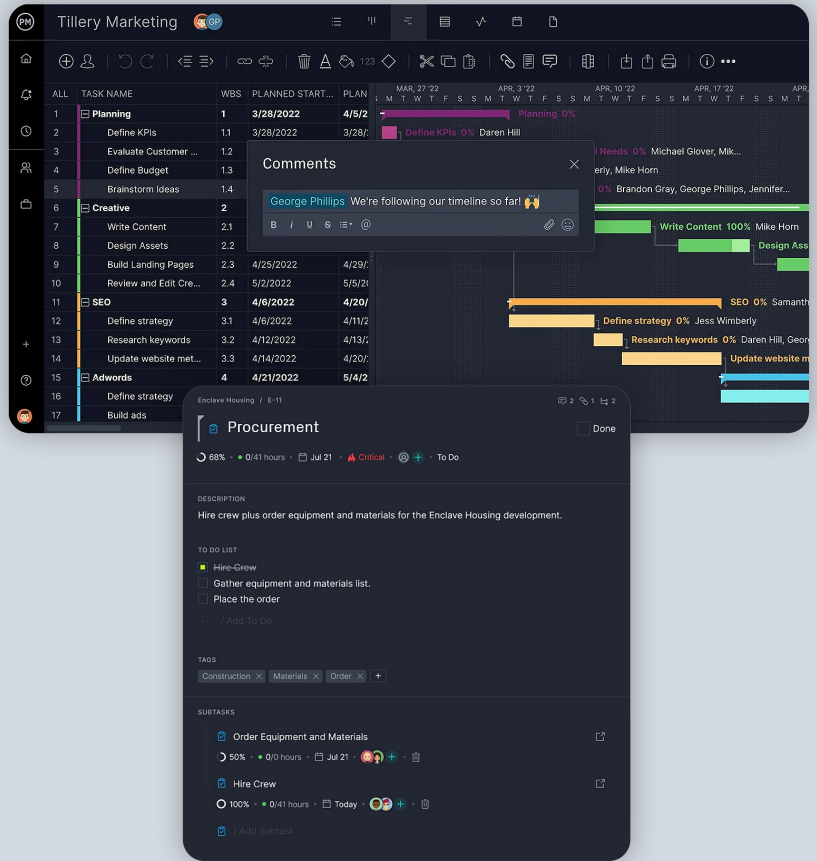 PM Tillery Marketing GP
123
ALL TASK NAME WBS PLANNED START... PLAN MAR, 27 '22 APR, 3 '22 APR, 10 '22 APR, 17 '22 APR,
S M T W T F S S M T W T F S S M T W T F S S M T W T F S S M T
1 Planning 1 3/28/2022 4/5/2 Planning 0%
2 Define KPIs 1.1 3/28/2022 3/28/ Define KPIs 0% Daren Hill
3 Evaluate Customer ... 1.2 Needs 0% Michael Glover, Mik...
4 Define Budget 1.3 erly, Mike Horn
5 Brainstorm Ideas 1.4 0% Brandon Gray, George Phillips, Jennifer...
6 Creative 2
7 Write Content 2.1 Write Content 100% Mike Horn
8 Design Assets 2.2 Design Ass
9 Build Landing Pages 2.3 4/25/2022 4/29/
10 Review and Edit Cre... 2.4 5/2/2022 5/5/20
11 SEO 3 4/6/2022 4/20/ SEO 0% Samanth
12 Define strategy 3.1 4/6/2022 4/11/2 Define strategy 0% Jess Wimberly
13 Research keywords 3.2 4/12/2022 4/13/2 Research keywords 0% Daren Hill, Geor
14 Update website met... 3.3 4/14/2022 4/20/ Update website m
15 Adwords 4 4/21/2022 5/4/2
16 Define strategy
17 Build ads
Comments
George Phillips We're following our timeline so far! 🙌
B I U S @
Enclave Housing / E-11 2 1 2
Procurement Done
68% • 0/41 hours • Jul 21 • Critical • + • To Do
DESCRIPTION
Hire crew plus order equipment and materials for the Enclave Housing development.
TO DO LIST
Hire Crew
Gather equipment and materials list.
Place the order
/ Add To Do
TAGS
Construction × Materials × Order × +
SUBTASKS
Order Equipment and Materials
50% • 0/0 hours • Jul 21 • +
Hire Crew
100% • 0/41 hours • Today • +
/ Add Subtask